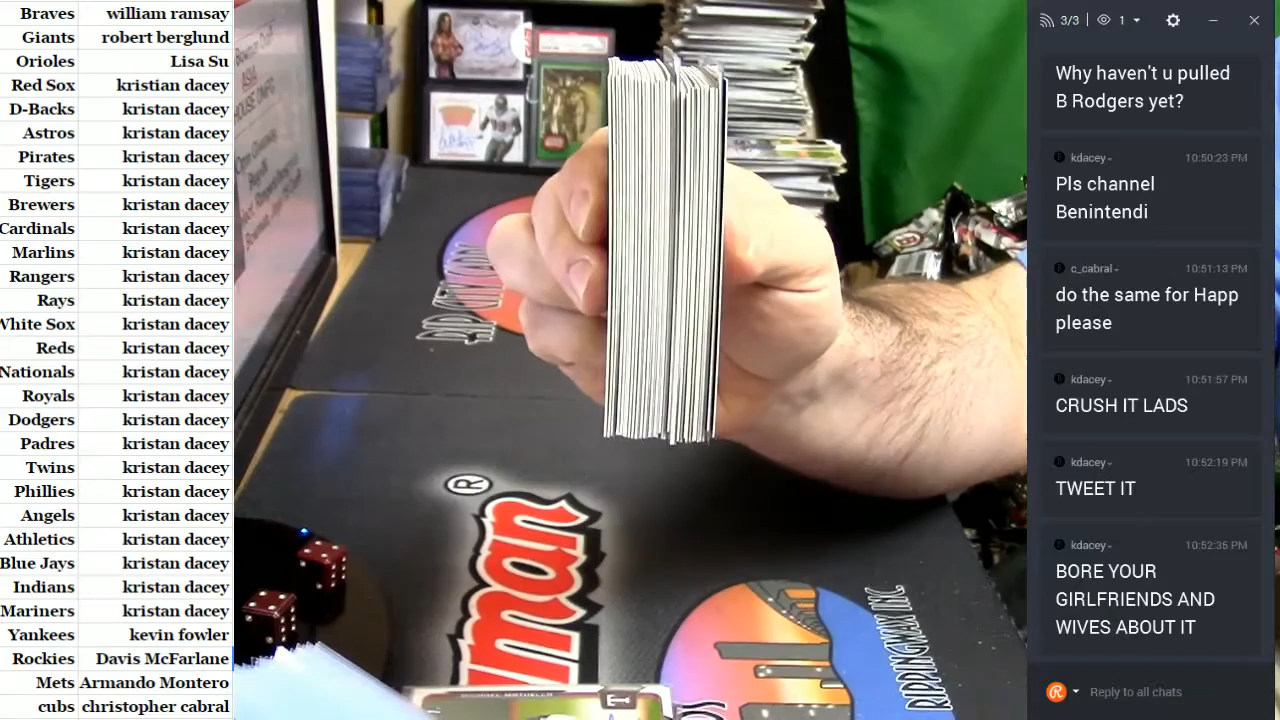 Braves william ramsay
Giants robert berglund
Orioles Lisa Su
Red Sox kristian dacey
D-Backs kristan dacey
Astros kristan dacey
Pirates kristan dacey
Tigers kristan dacey
Brewers kristan dacey
Cardinals kristan dacey
Marlins kristan dacey
Rangers kristan dacey
Rays kristan dacey
White Sox kristan dacey
Reds kristan dacey
Nationals kristan dacey
Royals kristan dacey
Dodgers kristan dacey
Padres kristan dacey
Twins kristan dacey
Phillies kristan dacey
Angels kristan dacey
Athletics kristan dacey
Blue Jays kristan dacey
Indians kristan dacey
Mariners kristan dacey
Yankees kevin fowler
Rockies Davis McFarlane
Mets Armando Montero
cubs christopher cabral
ASIA
®
man
RIPPINGWAX INC
3/3 1
Why haven't u pulled
B Rodgers yet?
kdacey 10:50:23 PM
Pls channel
Benintendi
c_cabral 10:51:13 PM
do the same for Happ
please
kdacey 10:51:57 PM
CRUSH IT LADS
kdacey 10:52:19 PM
TWEET IT
kdacey 10:52:35 PM
BORE YOUR
GIRLFRIENDS AND
WIVES ABOUT IT
Reply to all chats